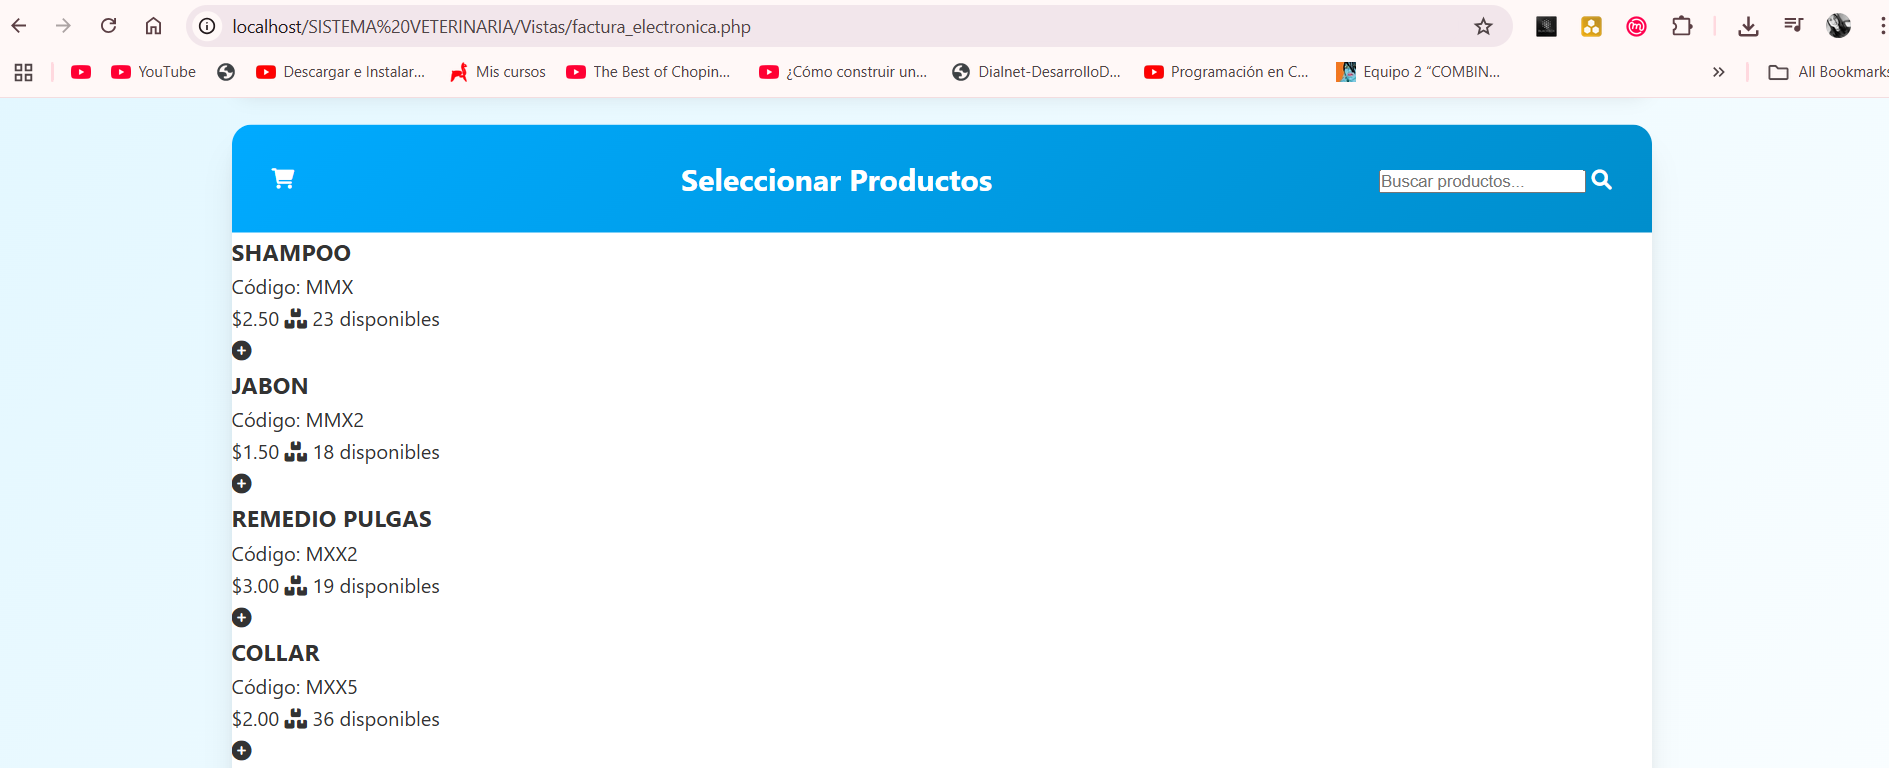 localhost/SISTEMA%20VETERINARIA/Vistas/factura_electronica.php
YouTube
Descargar e Instalar...
Mis cursos
The Best of Chopin...
¿Cómo construir un...
Dialnet-DesarrolloD...
Programación en C...
Equipo 2 “COMBIN...
All Bookmarks
Seleccionar Productos
Buscar productos...
SHAMPOO
Código: MMX
$2.50 23 disponibles
JABON
Código: MMX2
$1.50 18 disponibles
REMEDIO PULGAS
Código: MXX2
$3.00 19 disponibles
COLLAR
Código: MXX5
$2.00 36 disponibles